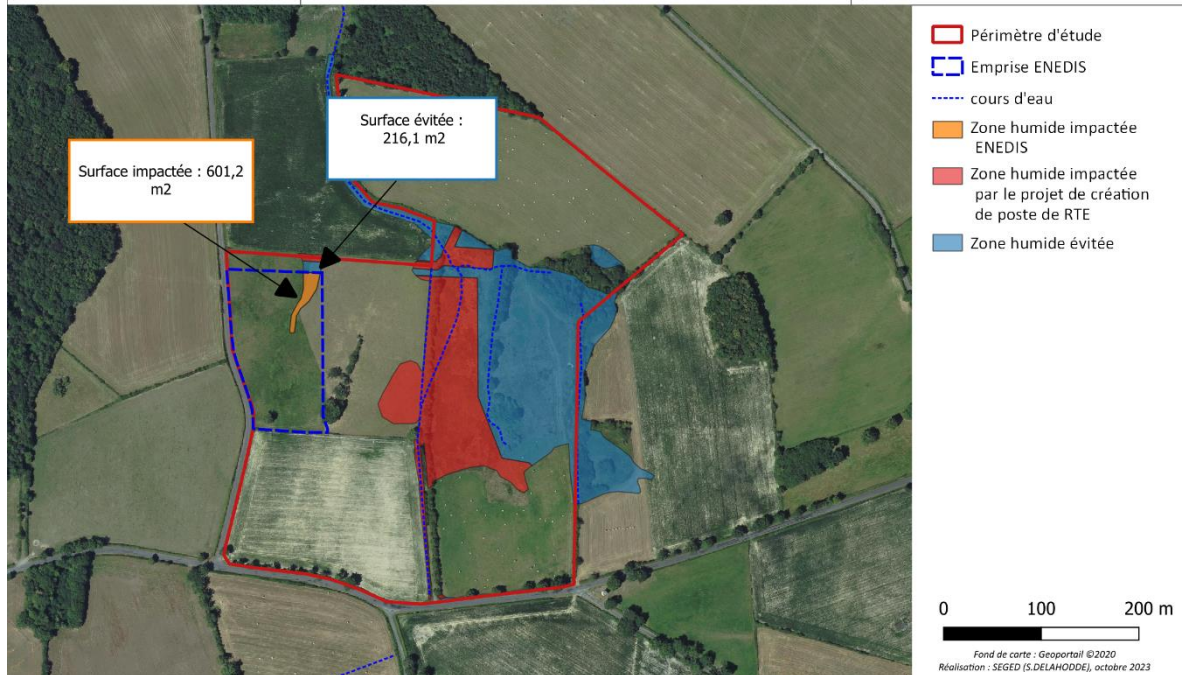 Surface impactée : 601,2
m2
Surface évitée :
216,1 m2
Périmètre d'étude
Emprise ENEDIS
cours d'eau
Zone humide impactée
ENEDIS
Zone humide impactée
par le projet de création
de poste de RTE
Zone humide évitée
0 100 200 m
Fond de carte : Geoportail ©2020
Réalisation : SEGED (S.DELAHODDE), octobre 2023